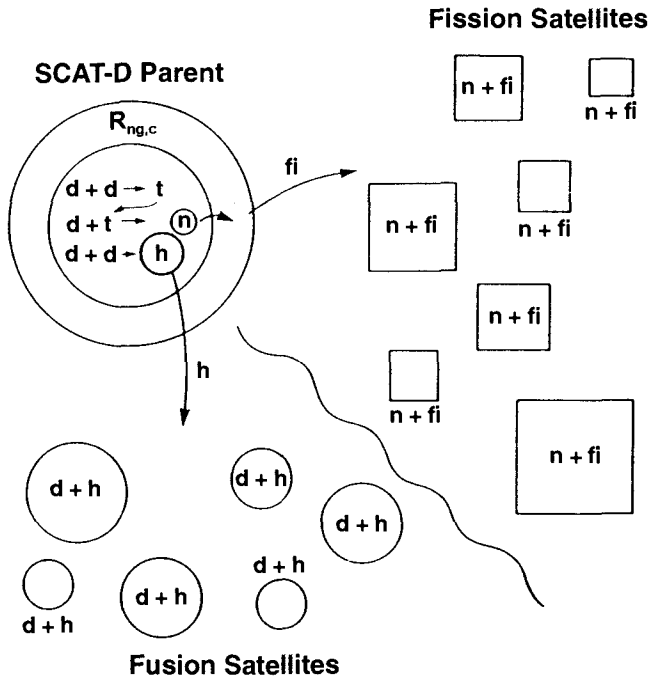 Fission Satellites
SCAT-D Parent
R_ng,c
d + d → t
d + t → n
d + d → h
fi
h
n + fi
n + fi
n + fi
n + fi
n + fi
n + fi
n + fi
d + h
d + h
d + h
d + h
d + h
d + h
Fusion Satellites